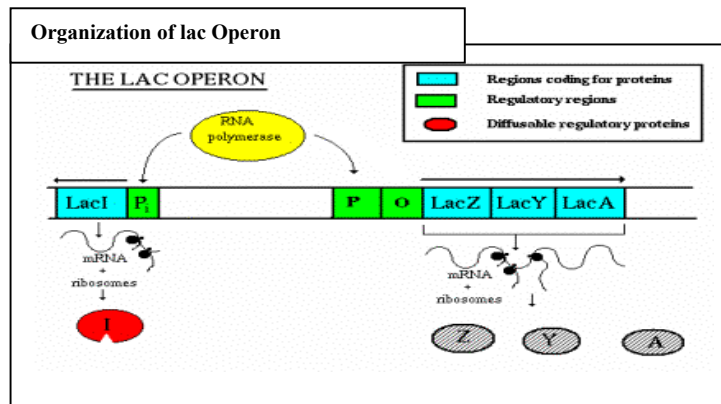 Organization of lac Operon
THE LAC OPERON
Regions coding for proteins
Regulatory regions
Diffusable regulatory proteins
RNA
polymerase
LacI
Pi
P
O
LacZ
LacY
LacA
mRNA
+
ribosomes
mRNA
+
ribosomes
I
Z
Y
A